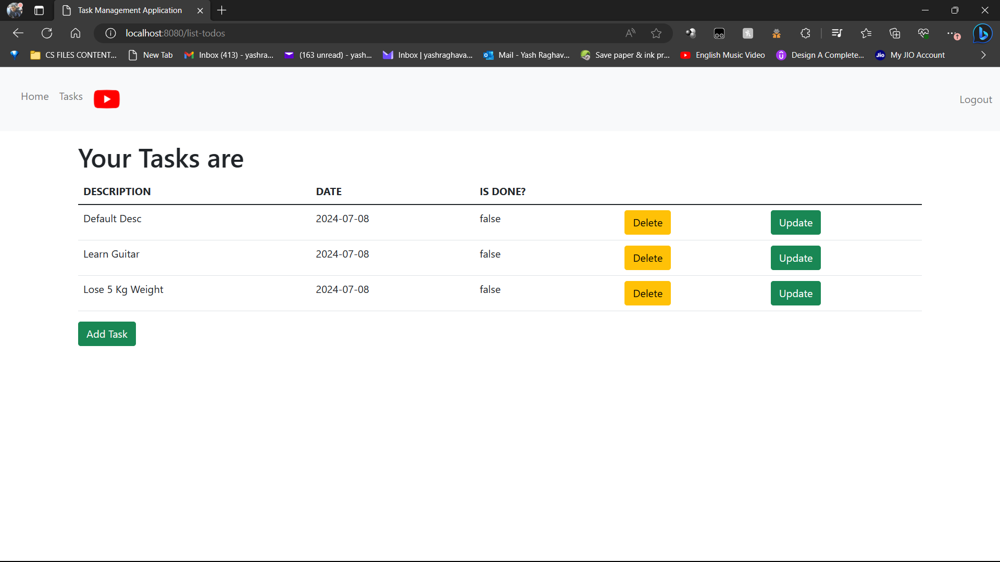 Task Management Application
localhost:8080/list-todos
CS FILES CONTENT... New Tab Inbox (413) - yashra... (163 unread) - yash... Inbox | yashraghava... Mail - Yash Raghav... Save paper & ink pr... English Music Video Design A Complete... Jio My JIO Account
Home Tasks Logout
Your Tasks are
DESCRIPTION DATE IS DONE?
Default Desc 2024-07-08 false Delete Update
Learn Guitar 2024-07-08 false Delete Update
Lose 5 Kg Weight 2024-07-08 false Delete Update
Add Task